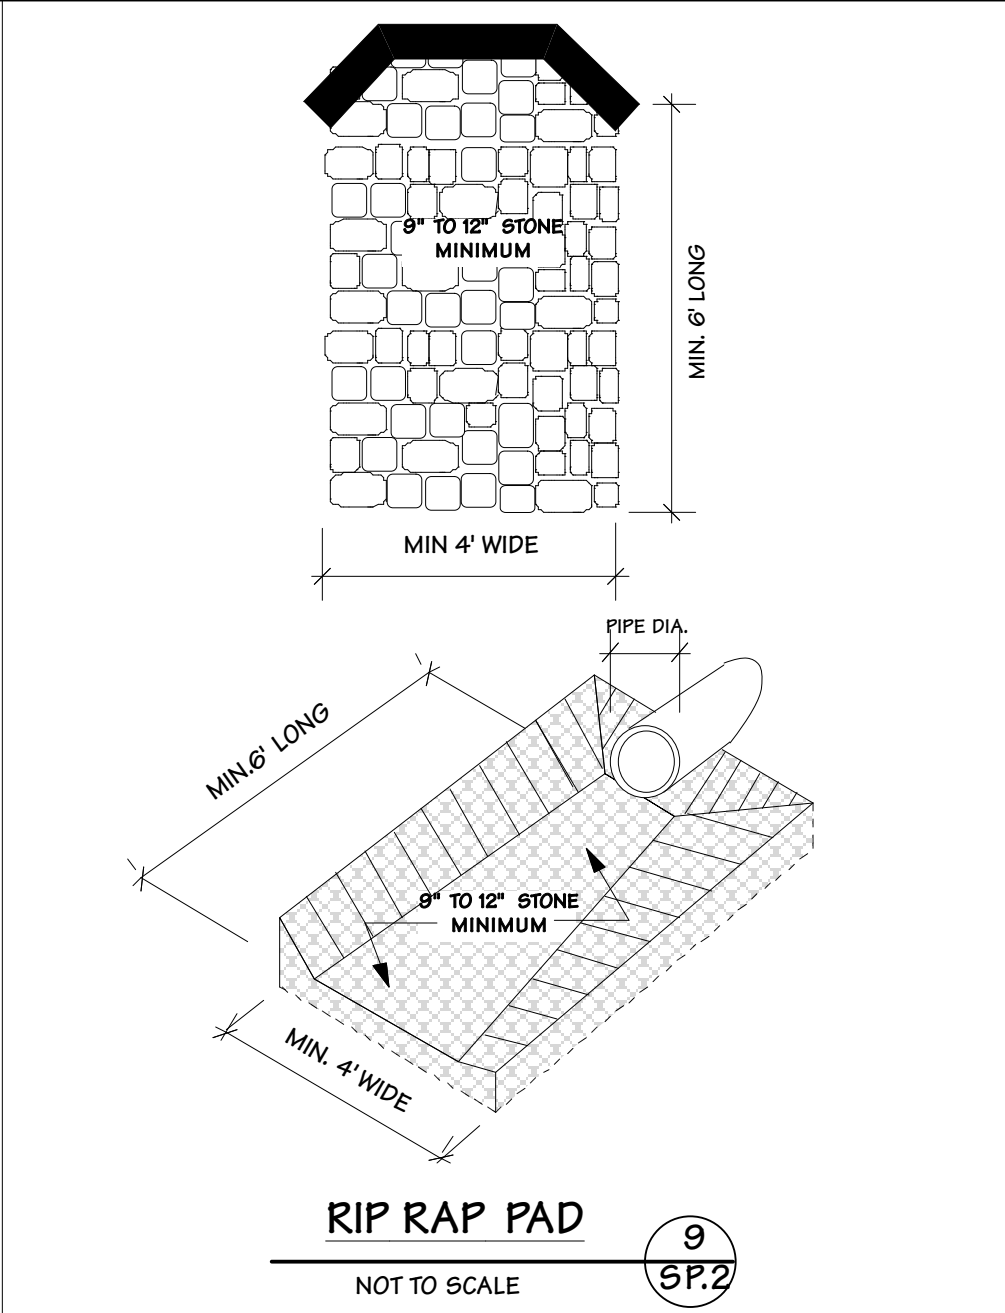 9" TO 12" STONE
MINIMUM
MIN. 6' LONG
MIN 4' WIDE
PIPE DIA.
MIN.6' LONG
9" TO 12" STONE
MINIMUM
MIN. 4' WIDE
RIP RAP PAD
9
NOT TO SCALE
SP.2